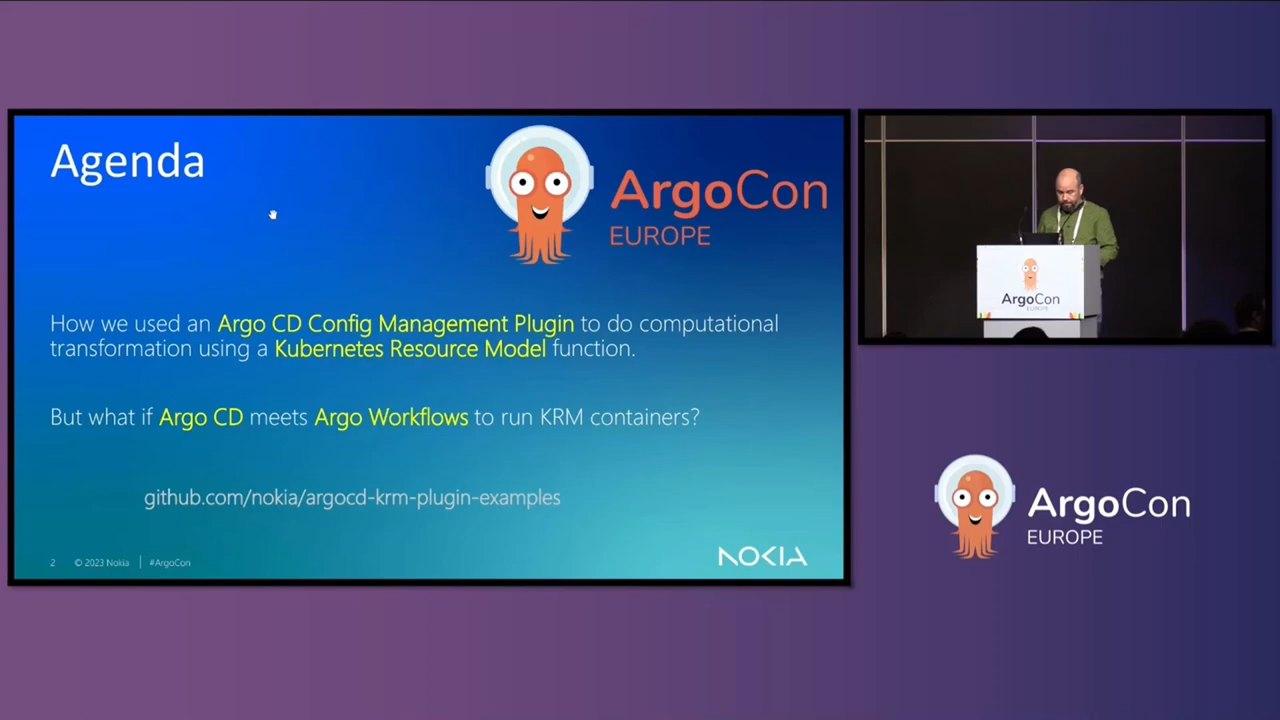 Agenda
ArgoCon
EUROPE
How we used an Argo CD Config Management Plugin to do computational
transformation using a Kubernetes Resource Model function.
But what if Argo CD meets Argo Workflows to run KRM containers?
github.com/nokia/argocd-krm-plugin-examples
2 © 2023 Nokia | #ArgoCon
NOKIA
ArgoCon
EUROPE
ArgoCon
EUROPE